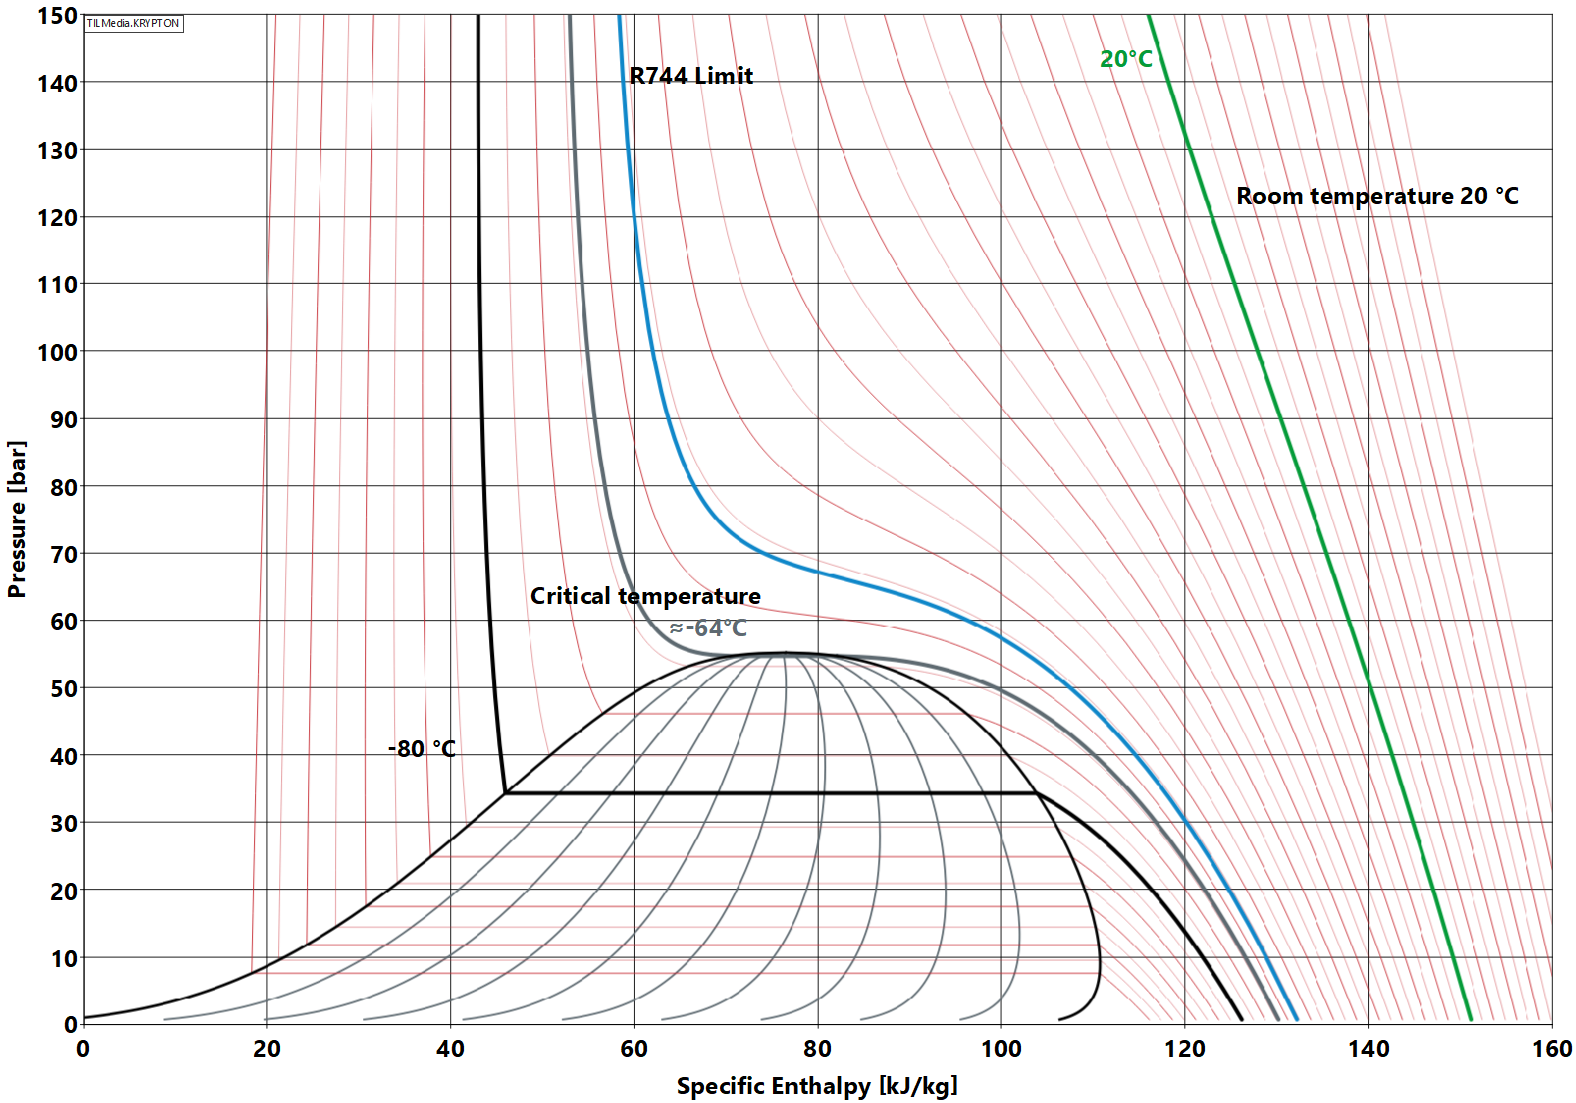 150
TILMedia.KRYPTON
20°C
R744 Limit
140
130
Room temperature 20 °C
120
110
100
90
80
70
Critical temperature
≈-64°C
60
50
-80 °C
40
30
20
10
0
Pressure [bar]
0 20 40 60 80 100 120 140 160
Specific Enthalpy [kJ/kg]